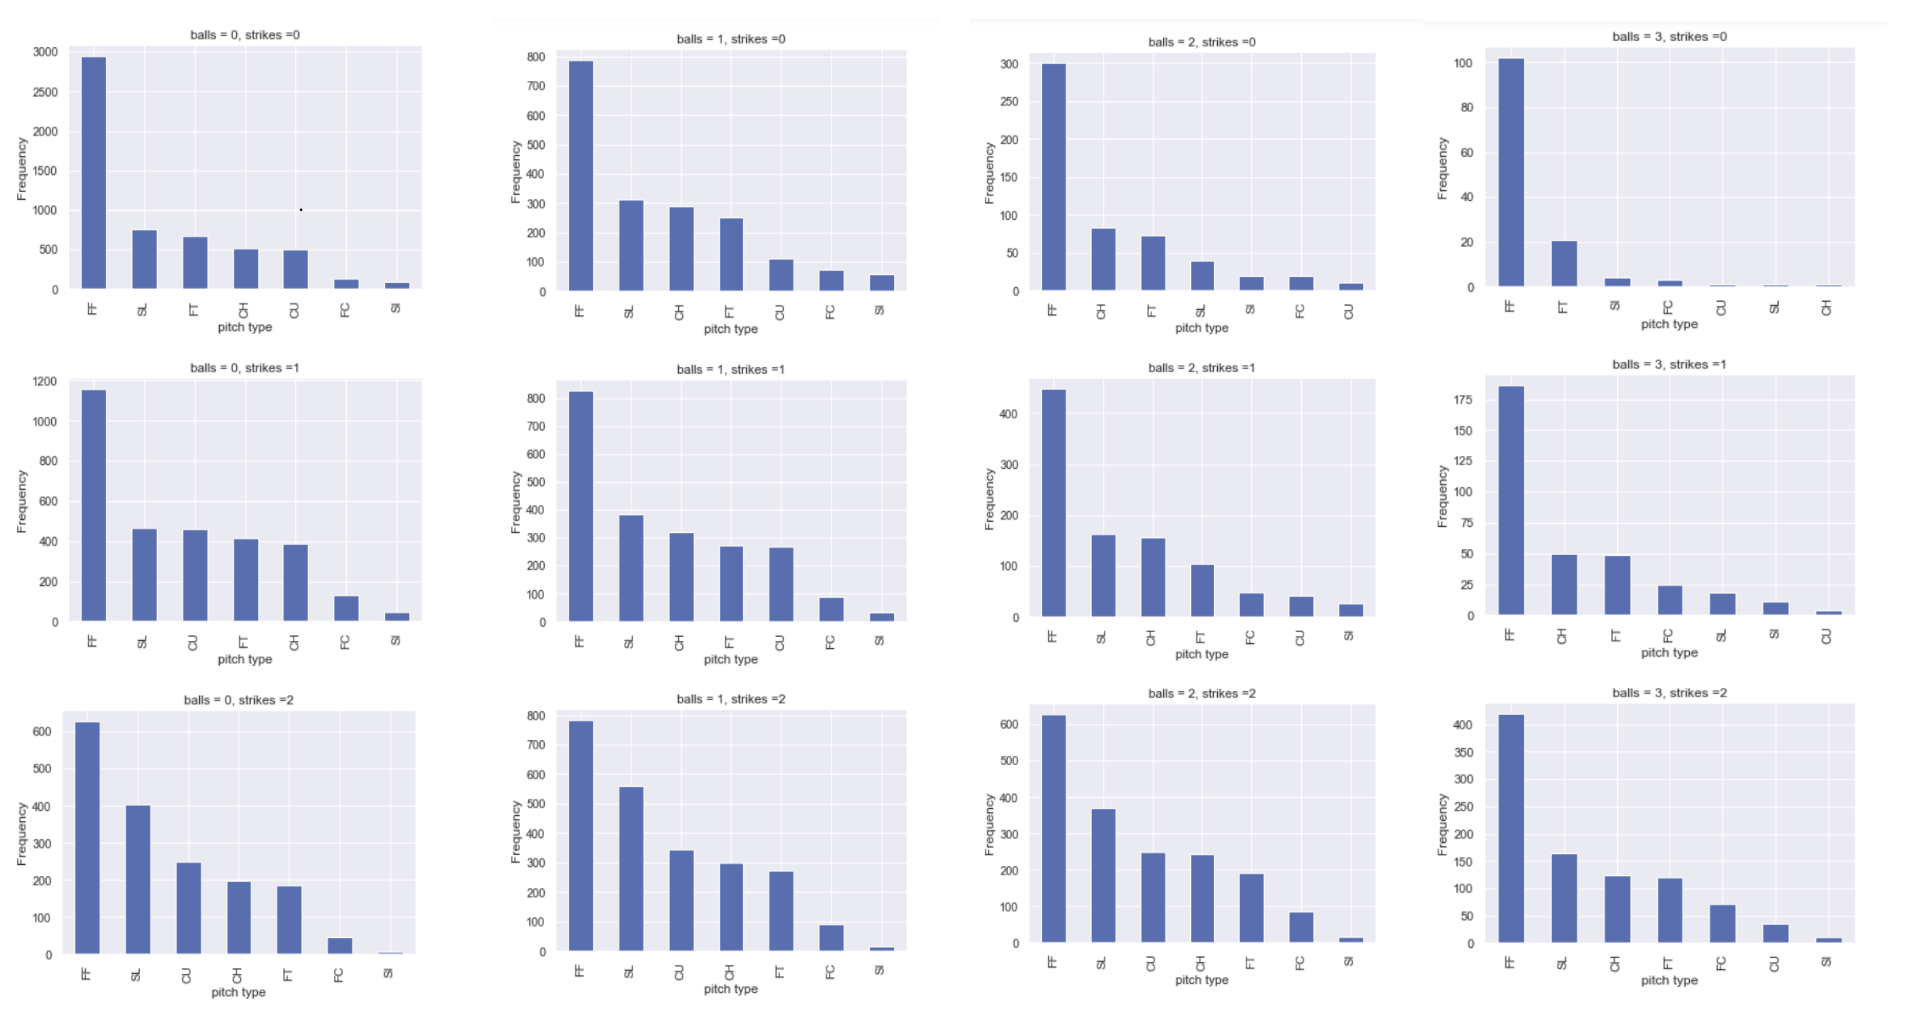 balls = 0, strikes =0
3000
2500
2000
1500
1000
500
0
Frequency
FF SL FT CH CU FC SI
pitch type
balls = 1, strikes =0
800
700
600
500
400
300
200
100
0
Frequency
FF SL CH FT CU FC SI
pitch type
balls = 2, strikes =0
300
250
200
150
100
50
0
Frequency
FF CH FT SL SI FC CU
pitch type
balls = 3, strikes =0
100
80
60
40
20
0
Frequency
FF FT SI FC CU SL CH
pitch type
balls = 0, strikes =1
1200
1000
800
600
400
200
0
Frequency
FF SL CU FT CH FC SI
pitch type
balls = 1, strikes =1
800
700
600
500
400
300
200
100
0
Frequency
FF SL CH FT CU FC SI
pitch type
balls = 2, strikes =1
400
300
200
100
0
Frequency
FF SL CH FT FC CU SI
pitch type
balls = 3, strikes =1
175
150
125
100
75
50
25
0
Frequency
FF CH FT FC SL SI CU
pitch type
balls = 0, strikes =2
600
500
400
300
200
100
0
Frequency
FF SL CU CH FT FC SI
pitch type
balls = 1, strikes =2
800
700
600
500
400
300
200
100
0
Frequency
FF SL CU CH FT FC SI
pitch type
balls = 2, strikes =2
600
500
400
300
200
100
0
Frequency
FF SL CU CH FT FC SI
pitch type
balls = 3, strikes =2
400
350
300
250
200
150
100
50
0
Frequency
FF SL CH FT FC CU SI
pitch type